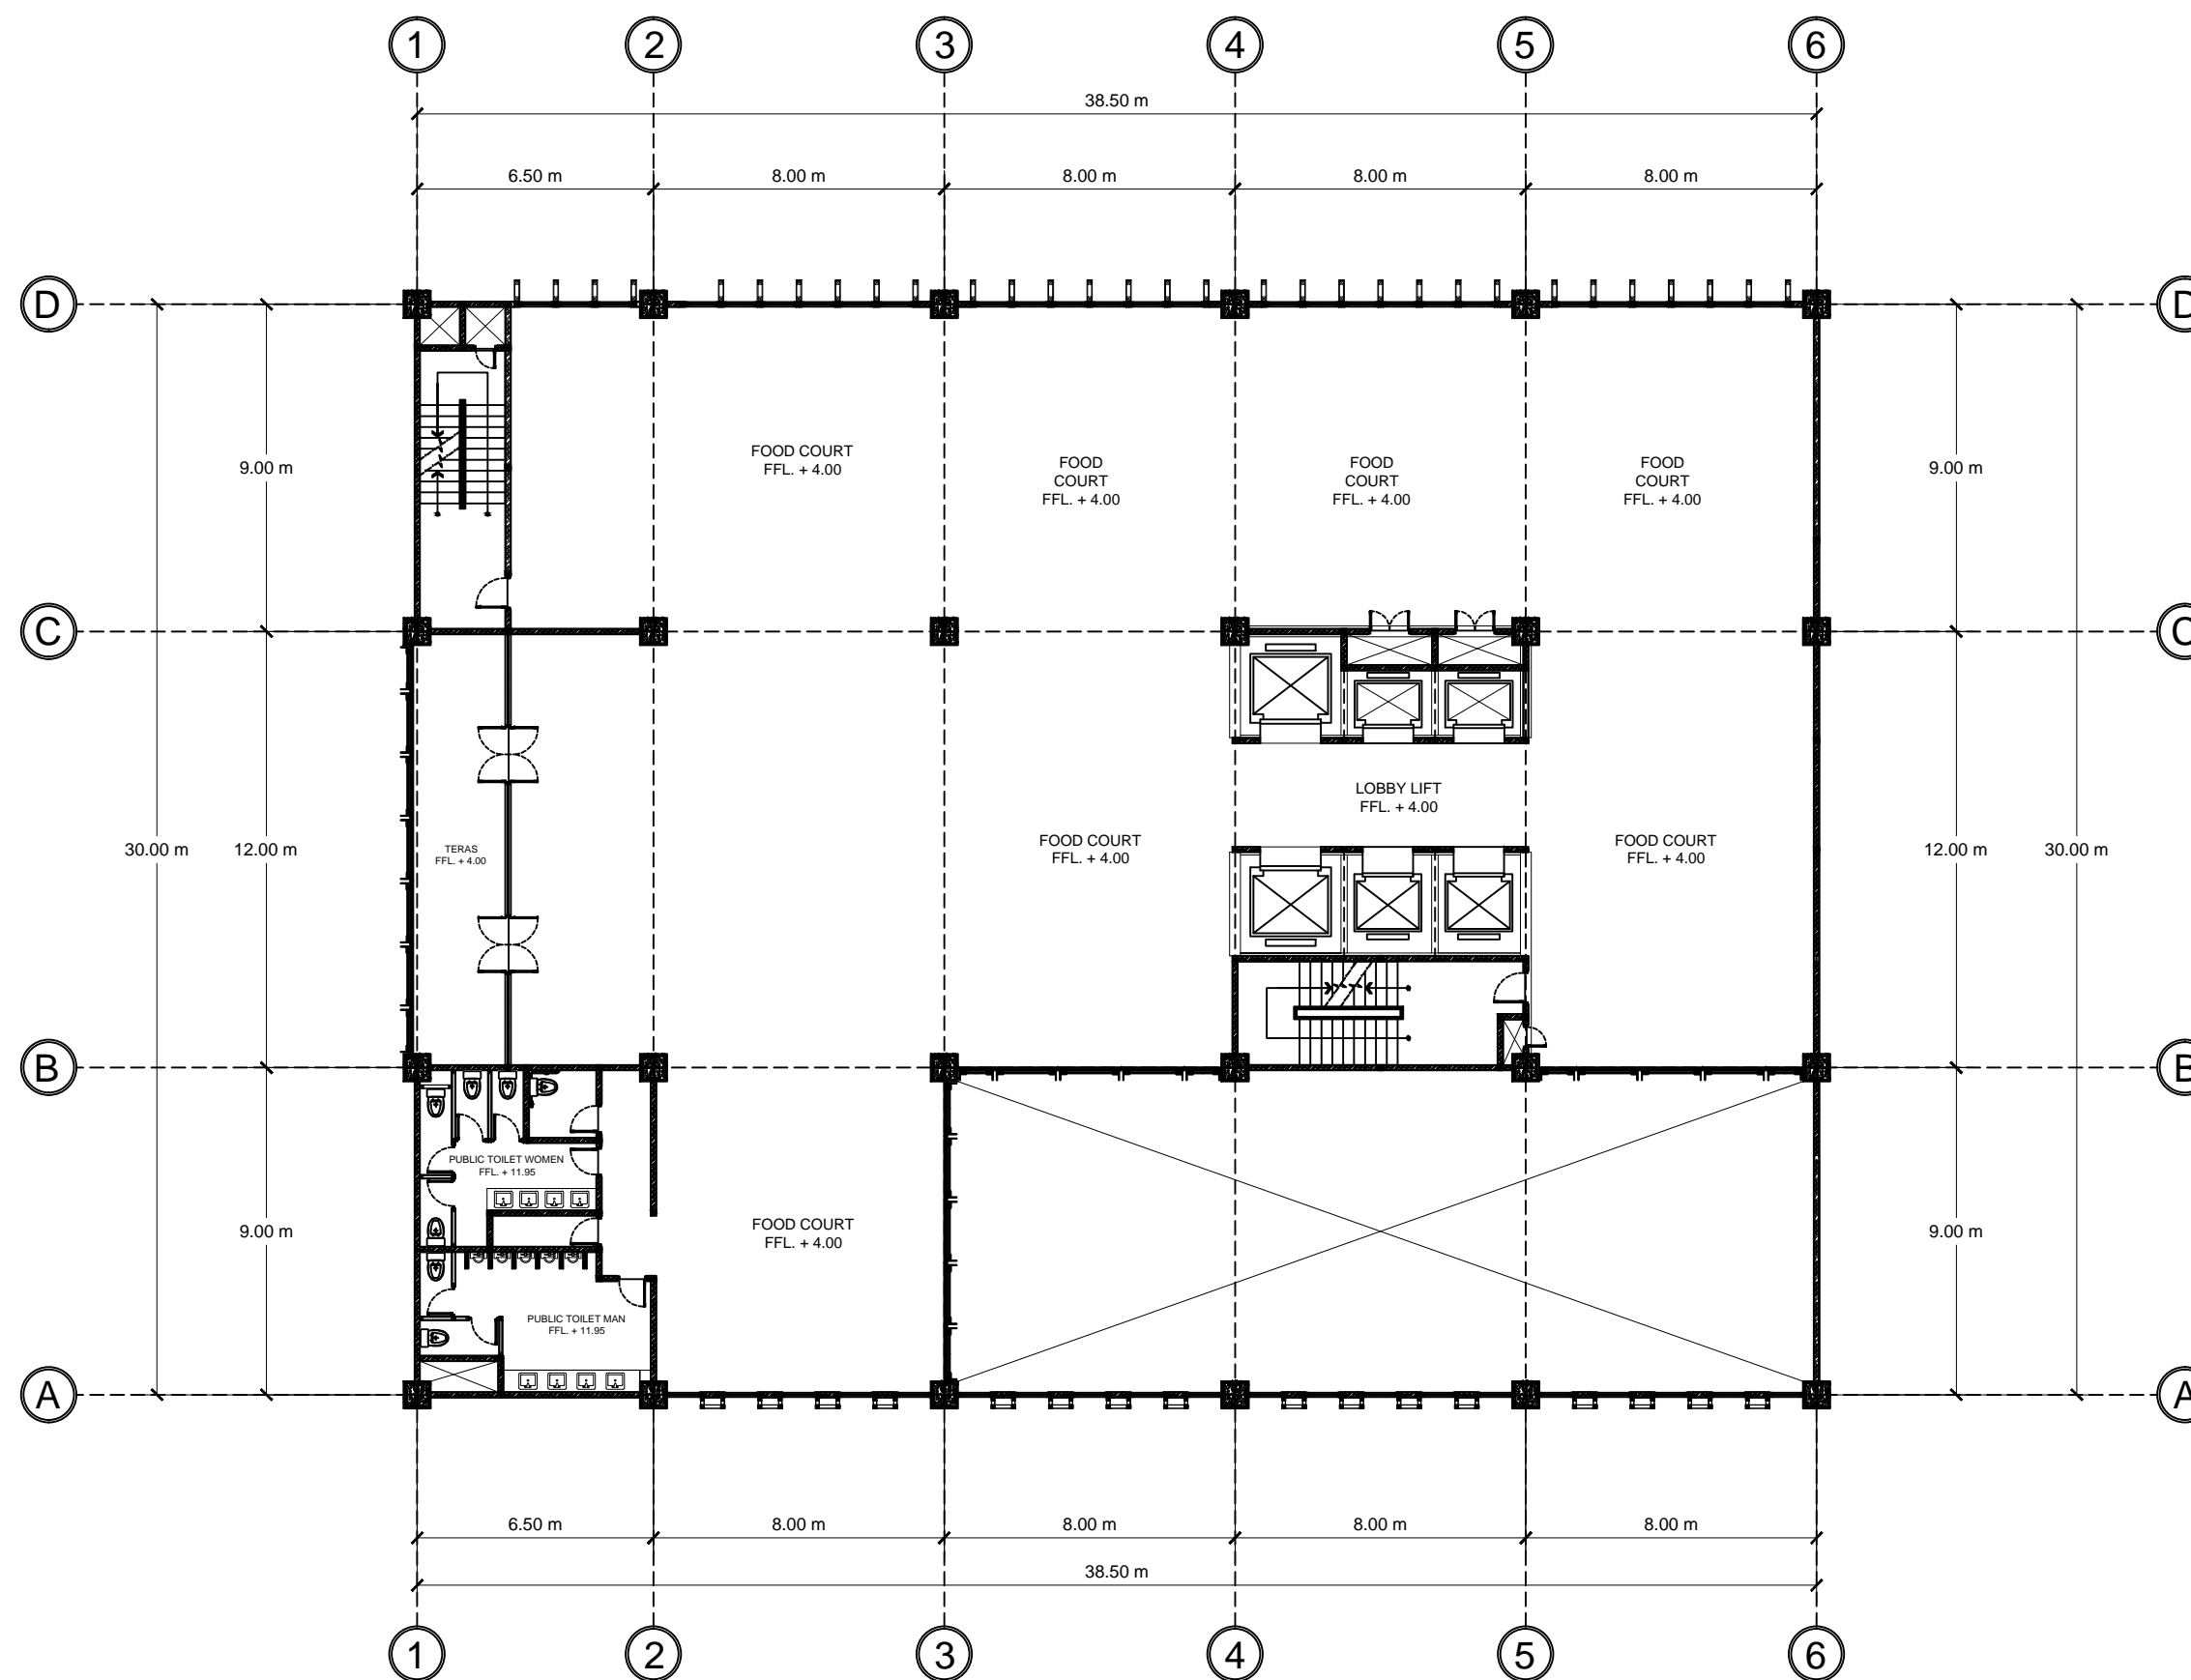 1 2 3 4 5 6
38.50 m
6.50 m 8.00 m 8.00 m 8.00 m 8.00 m
D D
FOOD COURT
FFL. + 4.00
FOOD
COURT
FFL. + 4.00
FOOD
COURT
FFL. + 4.00
FOOD
COURT
FFL. + 4.00
9.00 m 9.00 m
C C
LOBBY LIFT
FFL. + 4.00
30.00 m 12.00 m
TERAS
FFL. + 4.00
FOOD COURT
FFL. + 4.00
FOOD COURT
FFL. + 4.00
12.00 m 30.00 m
B B
PUBLIC TOILET WOMEN
FFL. + 11.95
9.00 m
FOOD COURT
FFL. + 4.00
9.00 m
PUBLIC TOILET MAN
FFL. + 11.95
A A
6.50 m 8.00 m 8.00 m 8.00 m 8.00 m
38.50 m
1 2 3 4 5 6